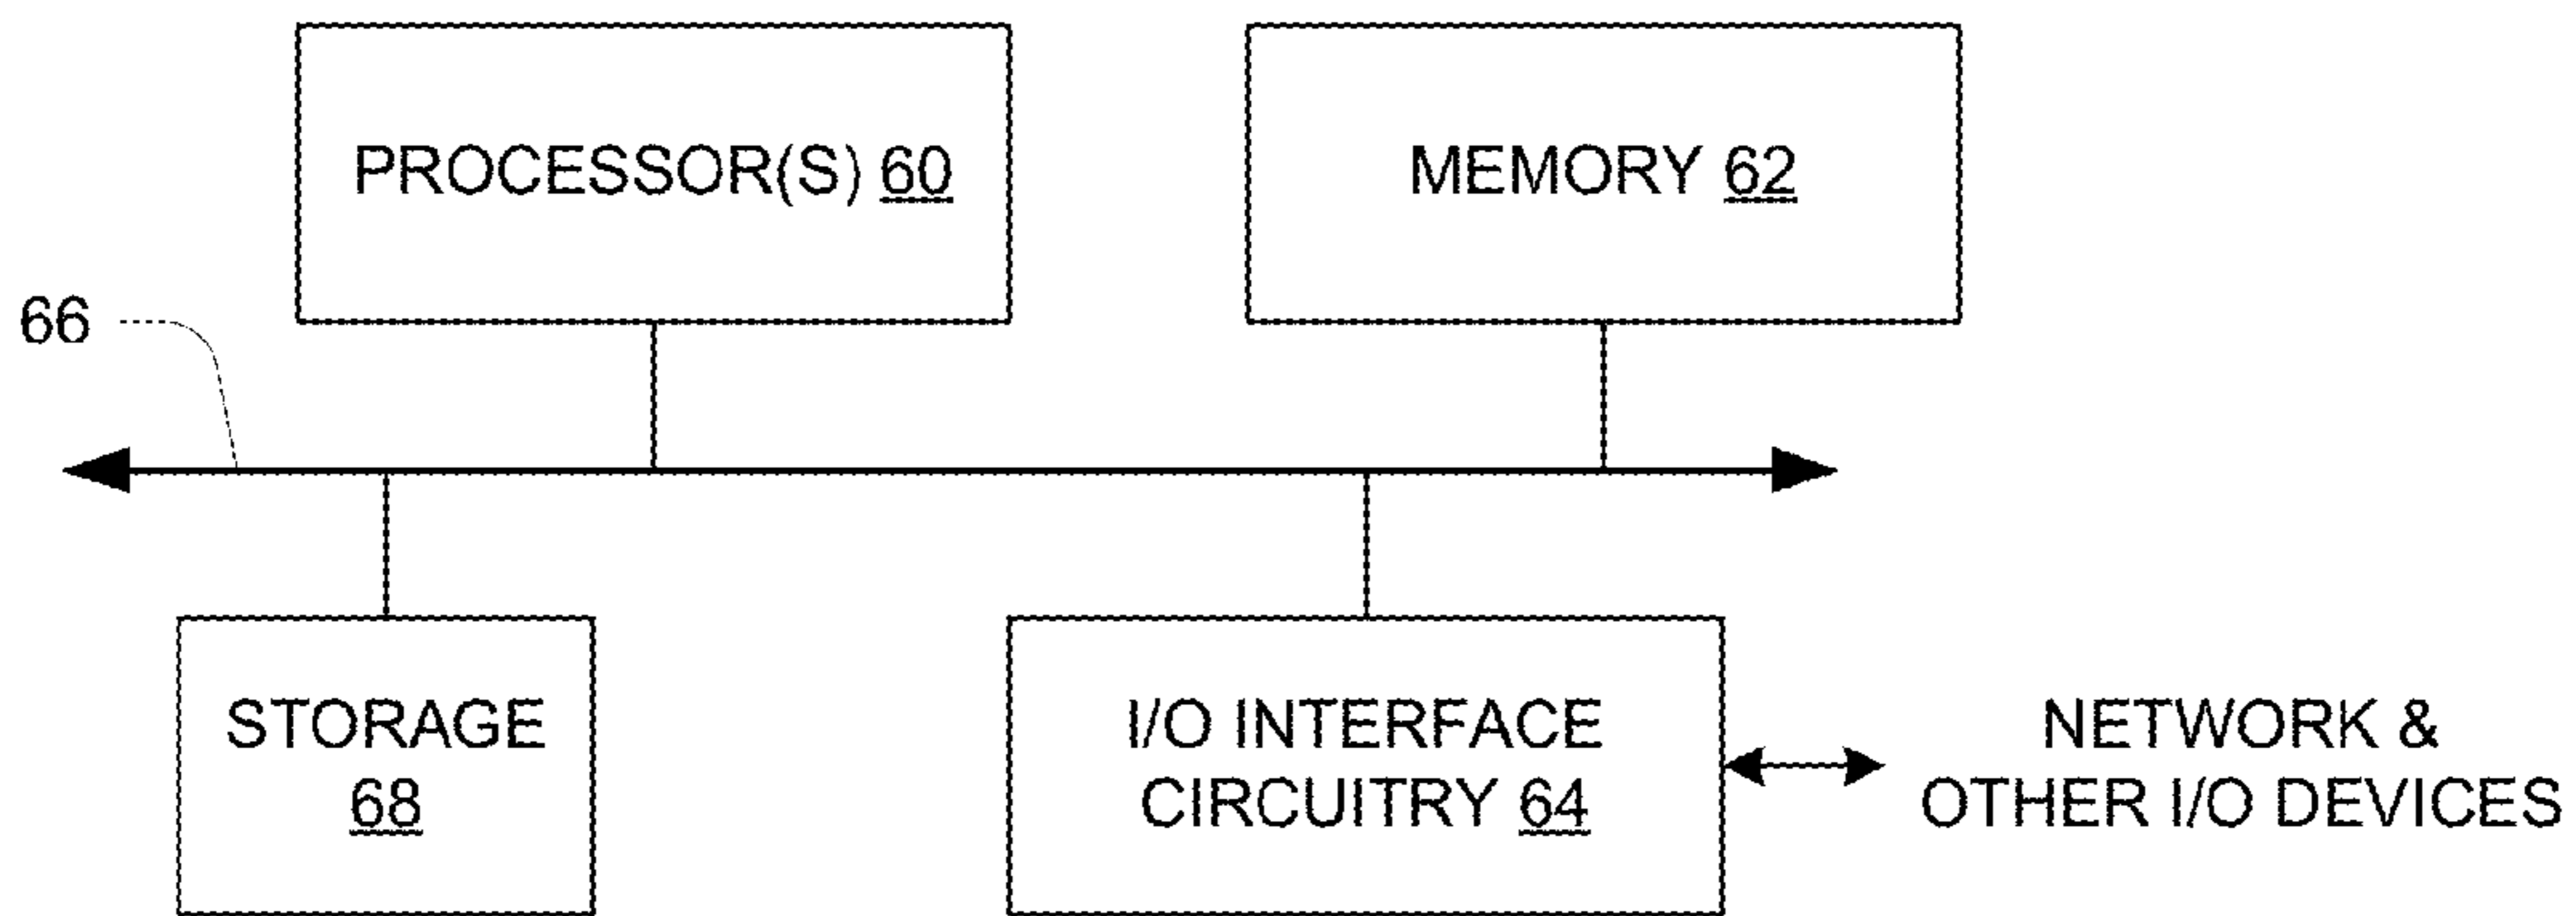 PROCESSOR(S) 60
MEMORY 62
66
STORAGE
68
I/O INTERFACE
CIRCUITRY 64
NETWORK &
OTHER I/O DEVICES